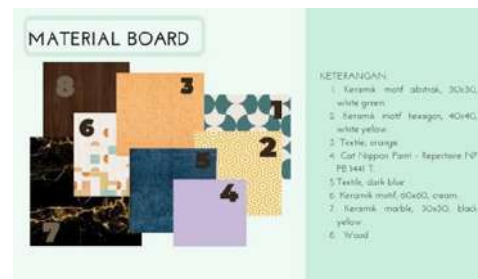 MATERIAL BOARD
8
3
1
6
2
5
4
7
KETERANGAN:
1. Keramik motif abstrak, 30x30,
white green
2. Keramik motif hexagon, 40x40,
white yellow
3. Textile, orange
4. Cat Nippon Paint - Repertoire NP
PB 1441 T
5. Textile, dark blue
6. Keramik motif, 60x60, cream
7. Keramik marble, 30x30, black
yellow
8. Wood